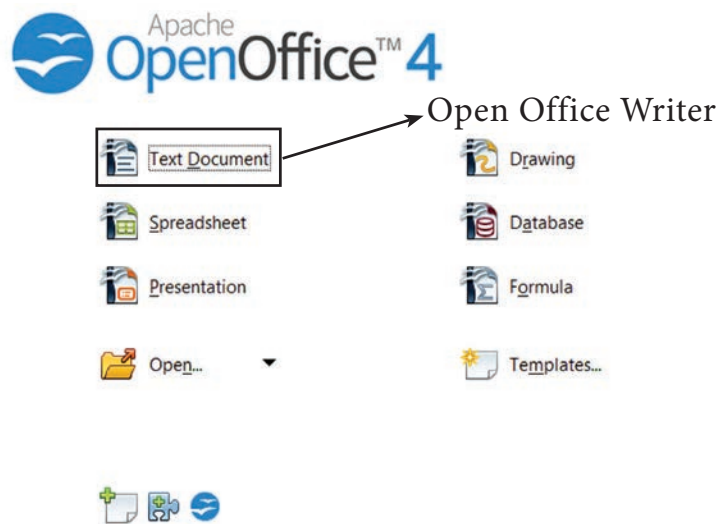 Apache
OpenOffice™ 4
Open Office Writer
Text Document
Drawing
Spreadsheet
Database
Presentation
Formula
Open...
Templates...